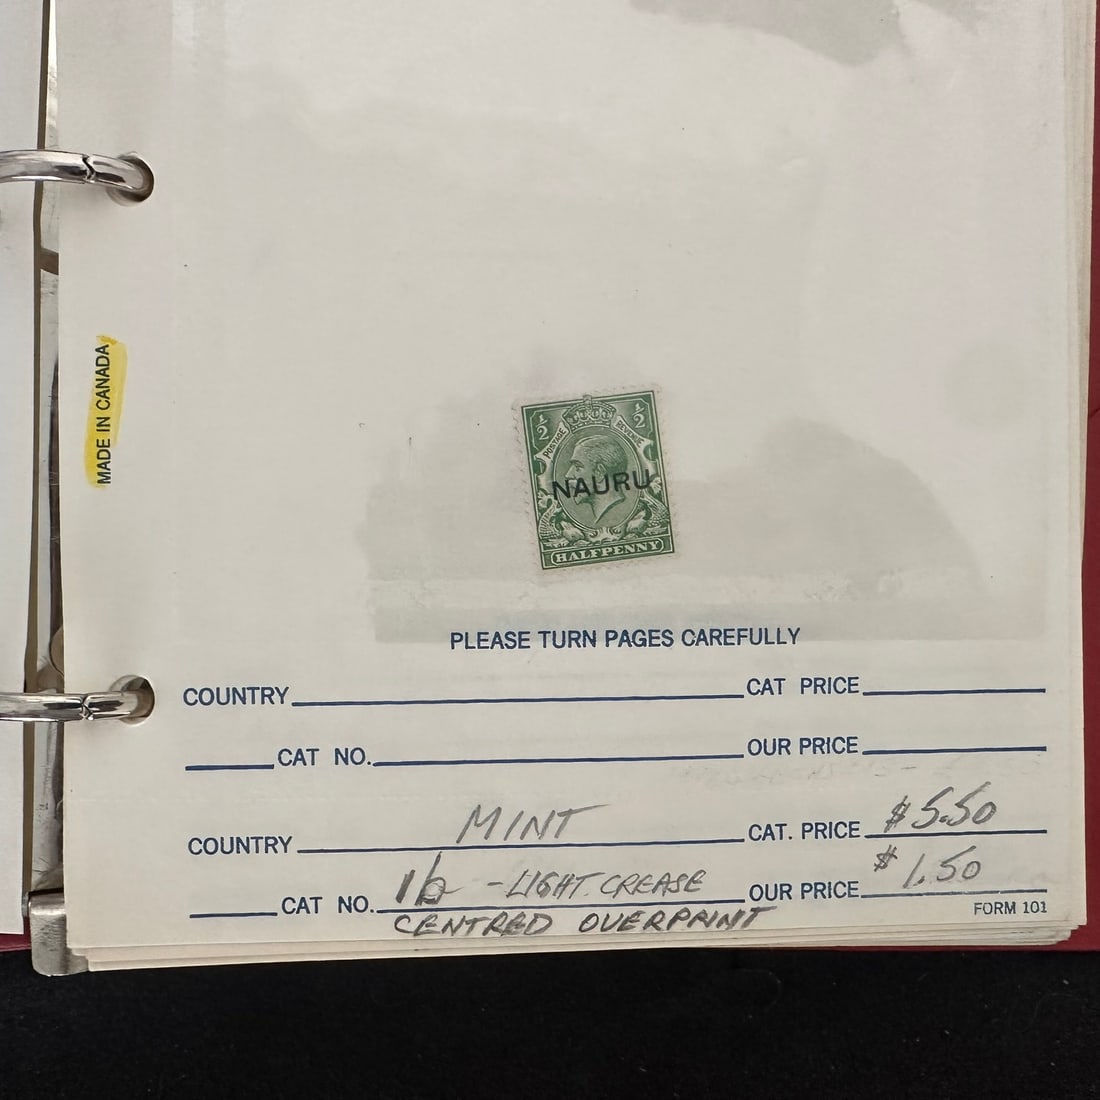 MADE IN CANADA
½ ½
POSTAGE REVENUE
NAURU
HALFPENNY
PLEASE TURN PAGES CAREFULLY
COUNTRY CAT PRICE
CAT NO. OUR PRICE
COUNTRY MINT CAT. PRICE $5.50
CAT NO. 1b - LIGHT CREASE OUR PRICE $1.50
CENTRED OVERPRINT FORM 101